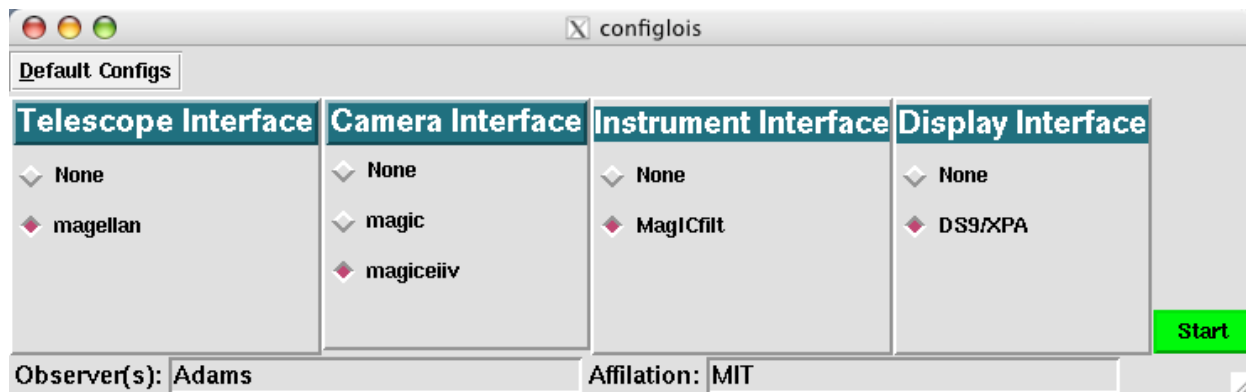 configlois
Default Configs
Telescope Interface
None
magellan
Camera Interface
None
magic
magiceiiv
Instrument Interface
None
MagICfilt
Display Interface
None
DS9/XPA
Start
Observer(s): Adams
Affilation: MIT